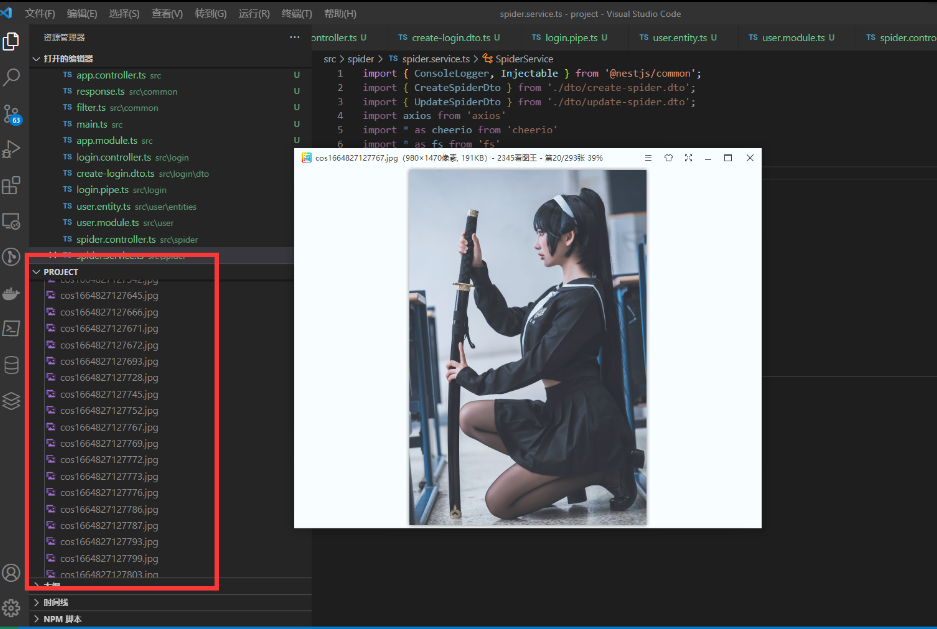 文件(F) 编辑(E) 选择(S) 查看(V) 转到(G) 运行(R) 终端(T) 帮助(H) spider.service.ts - project - Visual Studio Code
资源管理器 ···
ontroller.ts U TS create-login.dto.ts U TS login.pipe.ts U TS user.entity.ts U TS user.module.ts U TS spider.contro
打开的编辑器
TS app.controller.ts src U
TS response.ts src\common U
TS filter.ts src\common U
TS main.ts src U
TS app.module.ts src U
TS login.controller.ts src\login
TS create-login.dto.ts src\login\dto
TS login.pipe.ts src\login
TS user.entity.ts src\user\entities
TS user.module.ts src\user
TS spider.controller.ts src\spider
spider.service.ts src\spider
63
PROJECT
cos1664827127645.jpg
cos1664827127666.jpg
cos1664827127671.jpg
cos1664827127672.jpg
cos1664827127693.jpg
cos1664827127728.jpg
cos1664827127745.jpg
cos1664827127752.jpg
cos1664827127767.jpg
cos1664827127769.jpg
cos1664827127772.jpg
cos1664827127773.jpg
cos1664827127776.jpg
cos1664827127786.jpg
cos1664827127787.jpg
cos1664827127793.jpg
cos1664827127799.jpg
cos1664827127803.jpg
大纲
时间线
NPM 脚本
src > spider > TS spider.service.ts > SpiderService
1 import { ConsoleLogger, Injectable } from '@nestjs/common';
2 import { CreateSpiderDto } from './dto/create-spider.dto';
3 import { UpdateSpiderDto } from './dto/update-spider.dto';
4 import axios from 'axios'
5 import * as cheerio from 'cheerio'
6 import * as fs from 'fs'
cos1664827127767.jpg (980×1470像素, 191KB) - 2345看图王 - 第20/293张 39%